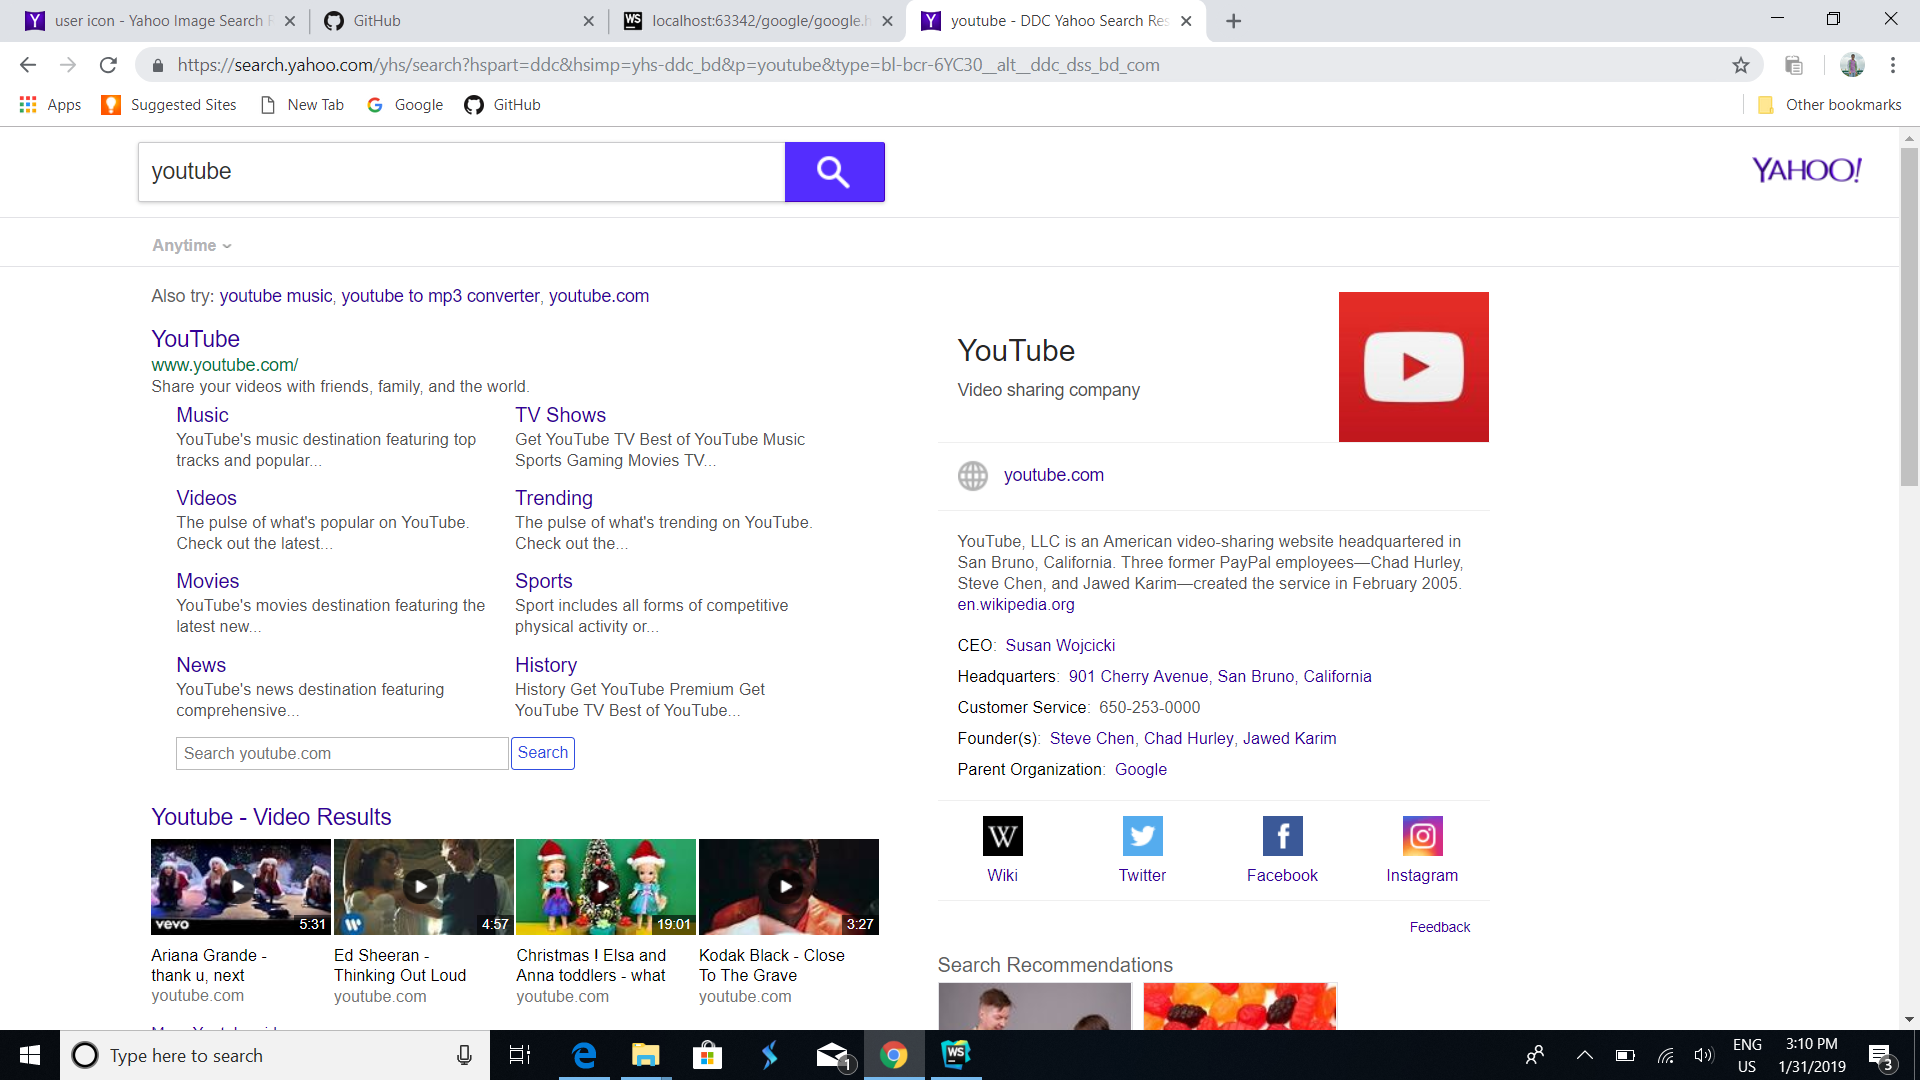 user icon - Yahoo Image Search R
GitHub
WS localhost:63342/google/google.h
youtube - DDC Yahoo Search Res
https://search.yahoo.com/yhs/search?hspart=ddc&hsimp=yhs-ddc_bd&p=youtube&type=bl-bcr-6YC30__alt__ddc_dss_bd_com
Apps
Suggested Sites
New Tab
Google
GitHub
Other bookmarks
youtube
YAHOO!
Anytime
Also try: youtube music, youtube to mp3 converter, youtube.com
YouTube
www.youtube.com/
Share your videos with friends, family, and the world.
Music
YouTube's music destination featuring top
tracks and popular...
TV Shows
Get YouTube TV Best of YouTube Music
Sports Gaming Movies TV...
Videos
The pulse of what's popular on YouTube.
Check out the latest...
Trending
The pulse of what's trending on YouTube.
Check out the...
Movies
YouTube's movies destination featuring the
latest new...
Sports
Sport includes all forms of competitive
physical activity or...
News
YouTube's news destination featuring
comprehensive...
History
History Get YouTube Premium Get
YouTube TV Best of YouTube...
Search youtube.com
Search
Youtube - Video Results
vevo
5:31
4:57
19:01
3:27
Ariana Grande -
thank u, next
youtube.com
Ed Sheeran -
Thinking Out Loud
youtube.com
Christmas ! Elsa and
Anna toddlers - what
youtube.com
Kodak Black - Close
To The Grave
youtube.com
YouTube
Video sharing company
youtube.com
YouTube, LLC is an American video-sharing website headquartered in
San Bruno, California. Three former PayPal employees—Chad Hurley,
Steve Chen, and Jawed Karim—created the service in February 2005.
en.wikipedia.org
CEO: Susan Wojcicki
Headquarters: 901 Cherry Avenue, San Bruno, California
Customer Service: 650-253-0000
Founder(s): Steve Chen, Chad Hurley, Jawed Karim
Parent Organization: Google
Wiki
Twitter
Facebook
Instagram
Feedback
Search Recommendations
Type here to search
1
WS
ENG
US
3:10 PM
1/31/2019
3